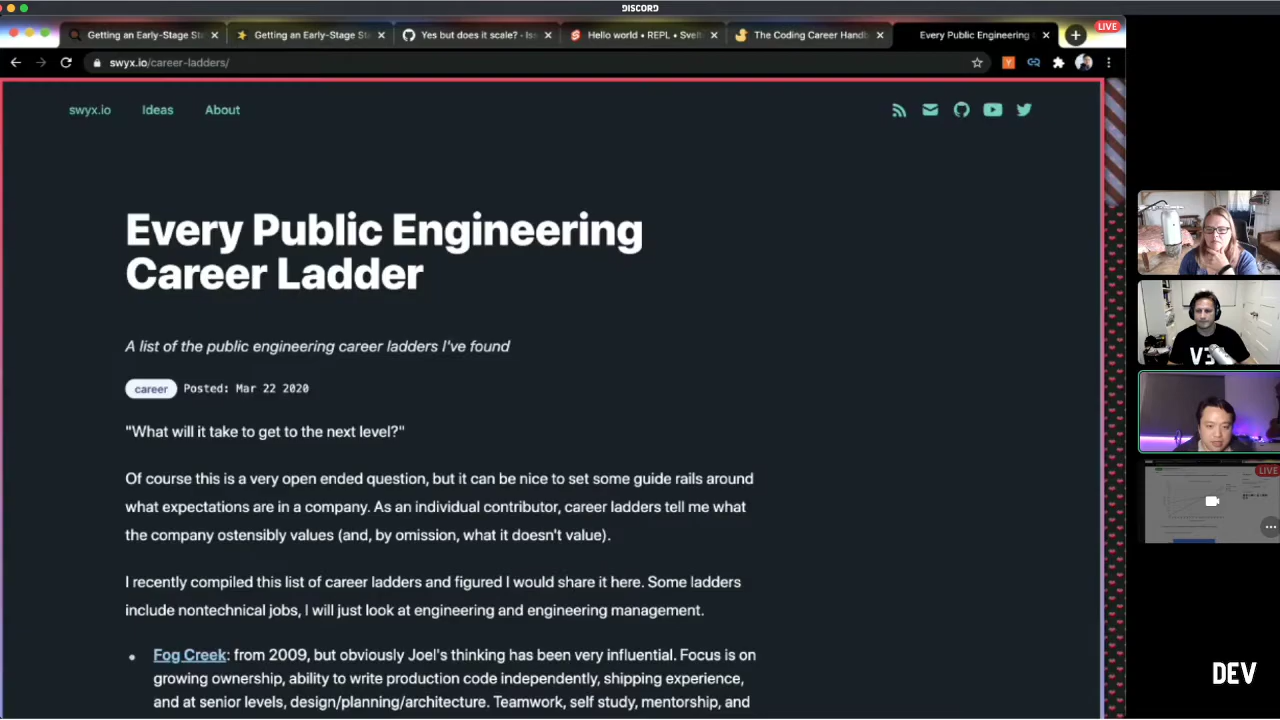 DISCORD
Getting an Early-Stage St
Getting an Early-Stage St
Yes but does it scale? - Iss
Hello world • REPL • Svelt
The Coding Career Handb
Every Public Engineering
LIVE
swyx.io/career-ladders/
swyx.io
Ideas
About
Every Public Engineering
Career Ladder
A list of the public engineering career ladders I've found
career
Posted: Mar 22 2020
"What will it take to get to the next level?"
Of course this is a very open ended question, but it can be nice to set some guide rails around
what expectations are in a company. As an individual contributor, career ladders tell me what
the company ostensibly values (and, by omission, what it doesn't value).
I recently compiled this list of career ladders and figured I would share it here. Some ladders
include nontechnical jobs, I will just look at engineering and engineering management.
Fog Creek: from 2009, but obviously Joel's thinking has been very influential. Focus is on
growing ownership, ability to write production code independently, shipping experience,
and at senior levels, design/planning/architecture. Teamwork, self study, mentorship, and
LIVE
DEV